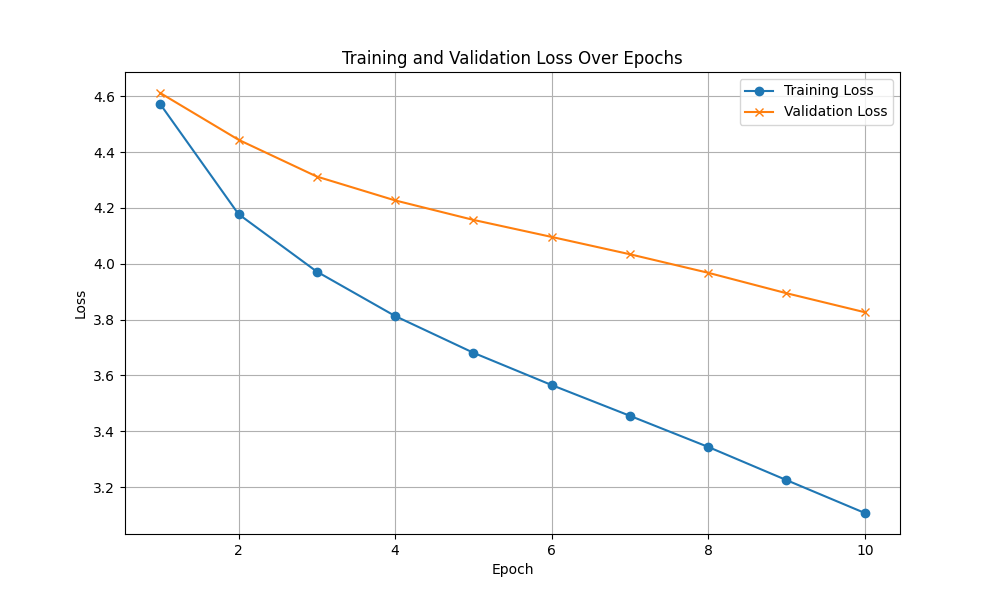 Training and Validation Loss Over Epochs
Training Loss
Validation Loss
Loss
4.6
4.4
4.2
4.0
3.8
3.6
3.4
3.2
2
4
6
8
10
Epoch